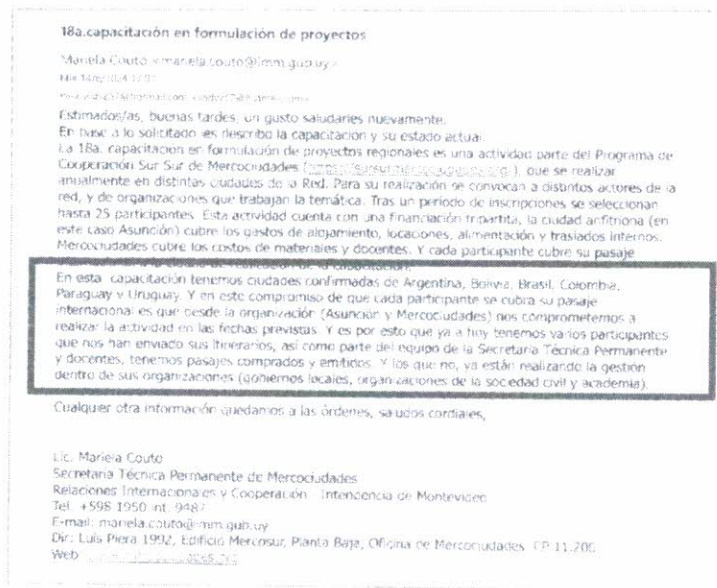 18a.capacitación en formulación de proyectos
Mariela Couto <mariela.couto@imm.gub.uy>
Estimados/as, buenas tardes, un gusto saludarles nuevamente.
En base a lo solicitado les describo la capacitación y su estado actual.
La 18a. capacitación en formulación de proyectos regionales es una actividad parte del Programa de
Cooperación Sur Sur de Mercociudades ( ), que se realizar
anualmente en distintas ciudades de la Red. Para su realización se convocan a distintos actores de la
red, y de organizaciones que trabajan la temática. Tras un período de inscripciones se seleccionan
hasta 25 participantes. Esta actividad cuenta con una financiación tripartita, la ciudad anfitriona (en
este caso Asunción) cubre los gastos de alojamiento, locaciones, alimentación y traslados internos.
Mercociudades cubre los costos de materiales y docentes. Y cada participante cubre su pasaje
de la capacitación.
En esta capacitación tenemos ciudades confirmadas de Argentina, Bolivia, Brasil, Colombia,
Paraguay y Uruguay. Y en este compromiso de que cada participante se cubra su pasaje
internacional es que desde la organización (Asunción y Mercociudades) nos comprometemos a
realizar la actividad en las fechas previstas. Y es por esto que ya a hoy tenemos varios participantes
que nos han enviado sus itinerarios, así como parte del equipo de la Secretaría Técnica Permanente
y docentes, tenemos pasajes comprados y emitidos. Y los que no, ya están realizando la gestión
dentro de sus organizaciones (gobiernos locales, organizaciones de la sociedad civil y academia).
Cualquier otra información quedamos a las órdenes, saludos cordiales,
Lic. Mariela Couto
Secretaría Técnica Permanente de Mercociudades
Relaciones Internacionales y Cooperación - Intendencia de Montevideo
Tel. +598 1950 int. 9487
E-mail: mariela.couto@imm.gub.uy
Dir: Luis Piera 1992, Edificio Mercosur, Planta Baja, Oficina de Mercociudades. CP 11.200
Web